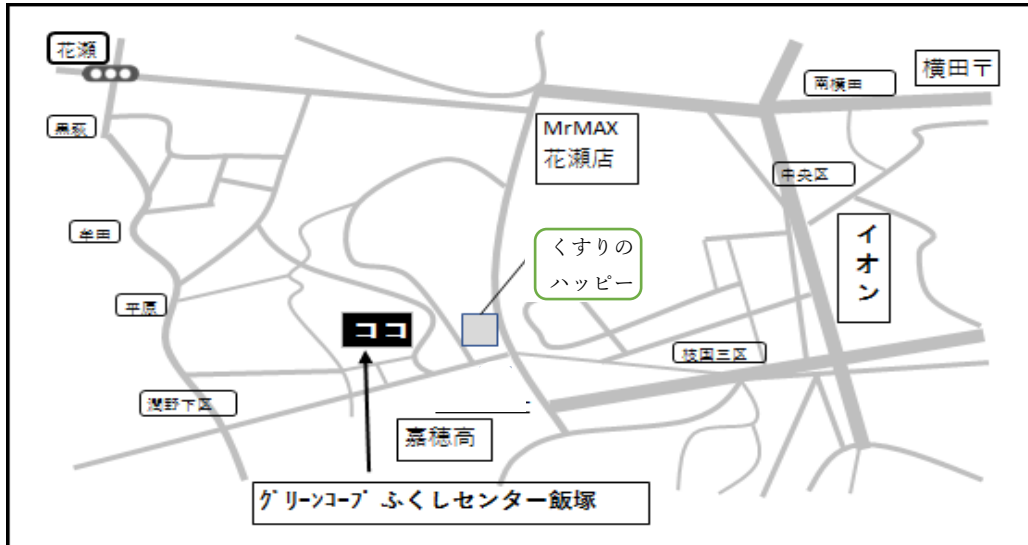 花瀬
横田〒
南横田
黒萩
MrMAX
花瀬店
中央区
イオン
牟田
くすりの
ハッピー
平原
ココ
枝国三区
潤野下区
嘉穂高
ｸﾞﾘｰﾝｺｰﾌﾟ ふくしセンター飯塚